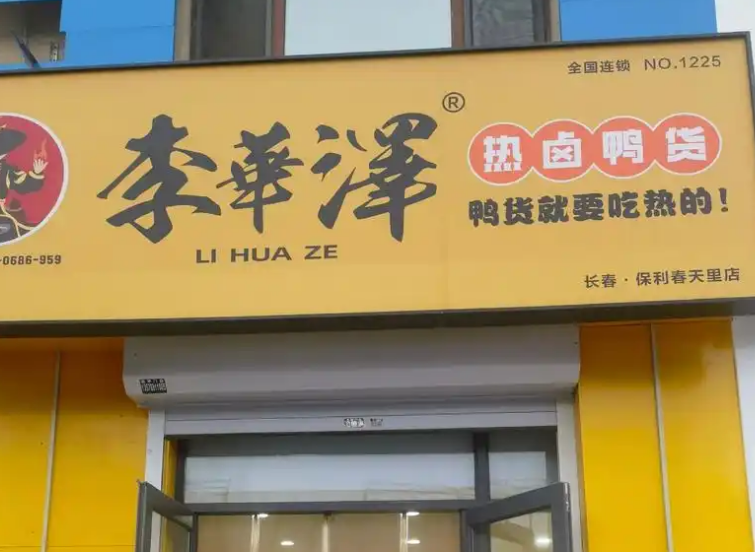 全国连锁 NO.1225
李華澤®
LI HUA ZE
热卤鸭货
鸭货就要吃热的!
-0686-959
长春·保利春天里店